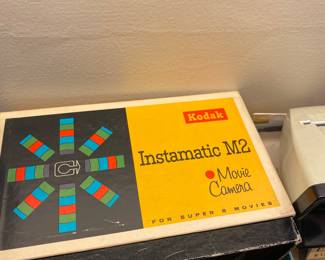 Kodak
Instamatic M2
Movie
Camera
FOR SUPER 8 MOVIES